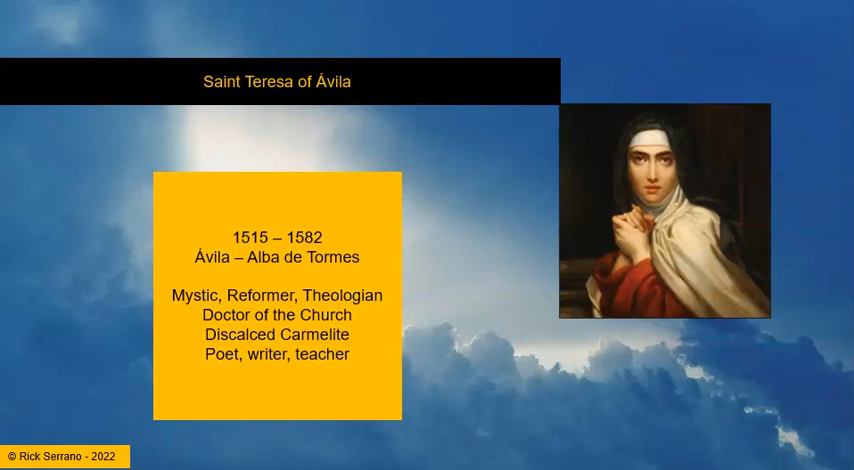 Saint Teresa of Ávila
1515 – 1582
Ávila – Alba de Tormes
Mystic, Reformer, Theologian
Doctor of the Church
Discalced Carmelite
Poet, writer, teacher
© Rick Serrano - 2022